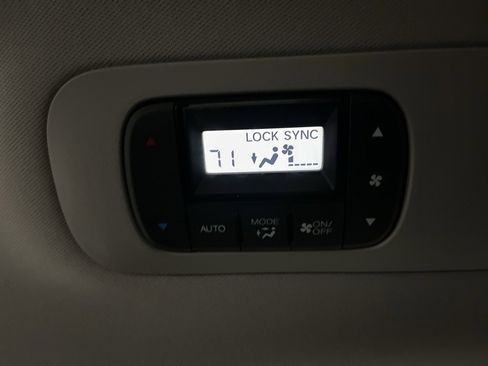 LOCK SYNC
71
AUTO
MODE
ON/
OFF